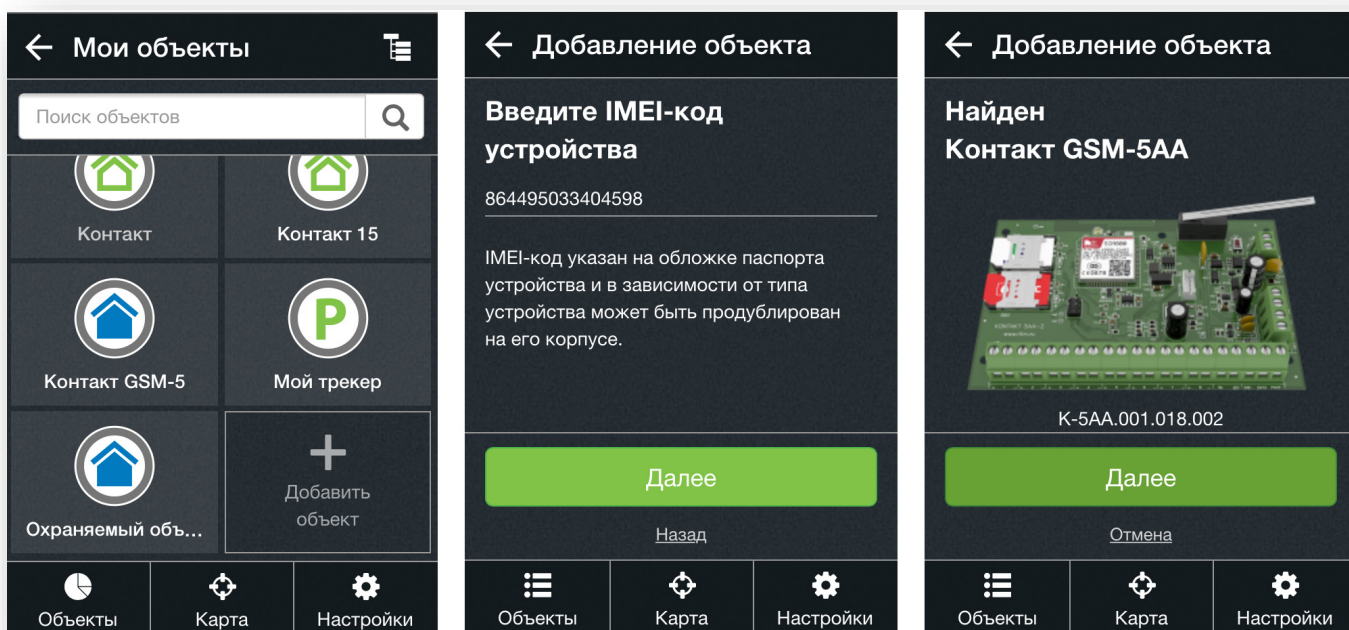 Мои объекты
Поиск объектов
Контакт
Контакт 15
Контакт GSM-5
Мой трекер
Охраняемый объ...
Добавить
объект
Объекты
Карта
Настройки
Добавление объекта
Введите IMEI-код
устройства
864495033404598
IMEI-код указан на обложке паспорта
устройства и в зависимости от типа
устройства может быть продублирован
на его корпусе.
Далее
Назад
Объекты
Карта
Настройки
Добавление объекта
Найден
Контакт GSM-5AA
КОНТАКТ 5АА-2
K-5AA.001.018.002
Далее
Отмена
Объекты
Карта
Настройки